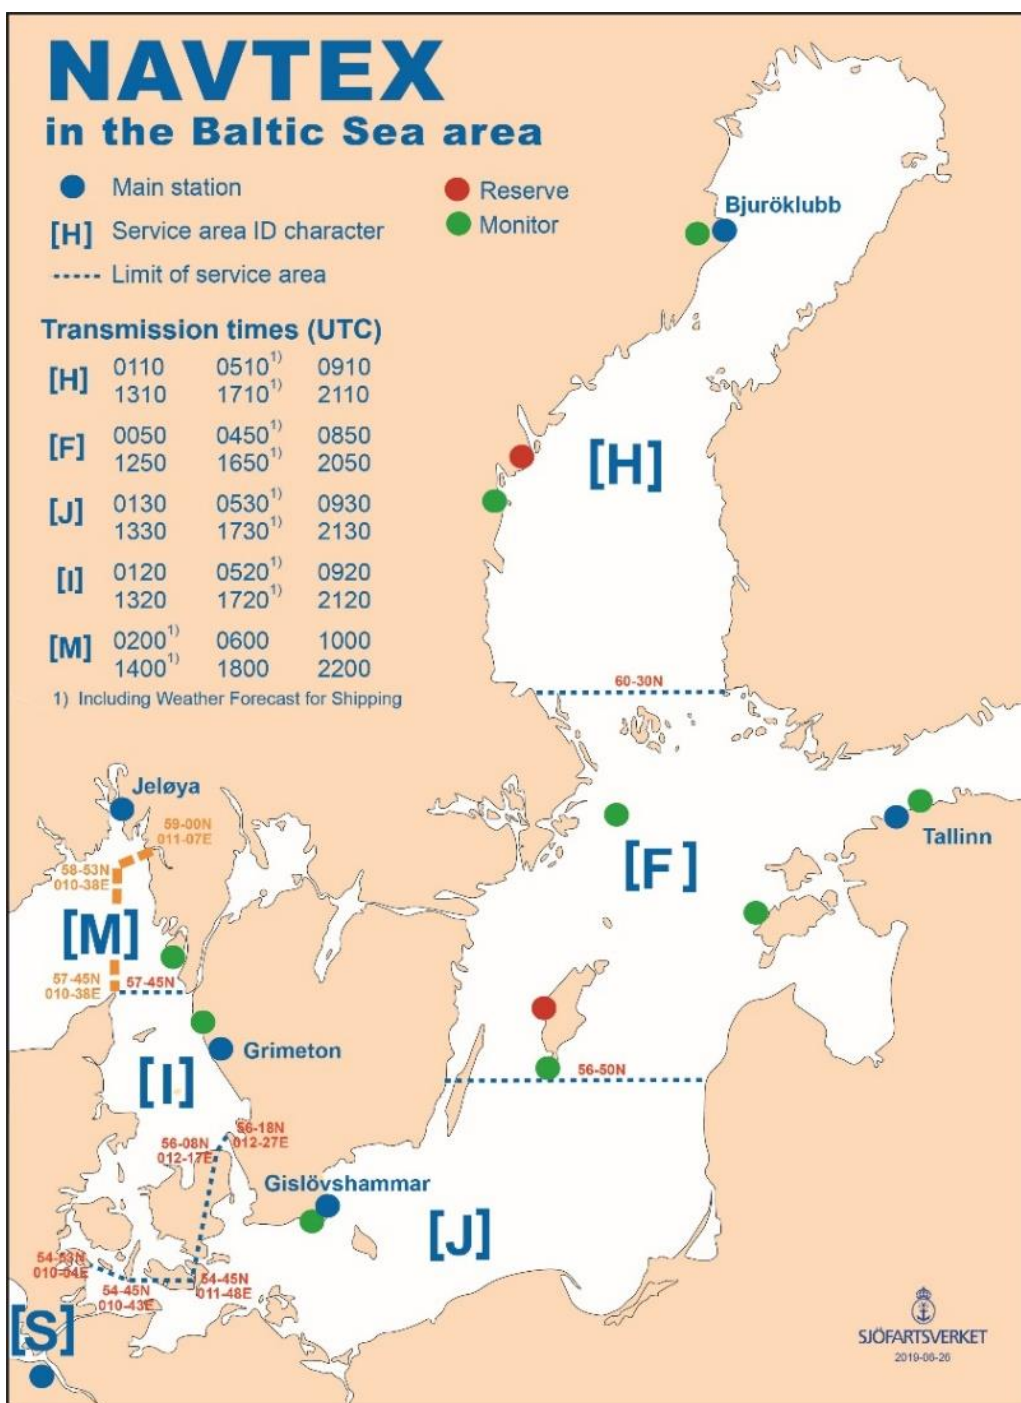 NAVTEX
in the Baltic Sea area
Main station
Reserve
[H] Service area ID character
Monitor
Limit of service area
Transmission times (UTC)
[H] 0110 0510¹⁾ 0910
1310 1710¹⁾ 2110
[F] 0050 0450¹⁾ 0850
1250 1650¹⁾ 2050
[J] 0130 0530¹⁾ 0930
1330 1730¹⁾ 2130
[I] 0120 0520¹⁾ 0920
1320 1720¹⁾ 2120
[M] 0200¹⁾ 0600 1000
1400¹⁾ 1800 2200
1) Including Weather Forecast for Shipping
Bjuröklubb
[H]
60-30N
Jeløya
59-00N
011-07E
58-53N
010-38E
[M]
57-45N
010-38E
57-45N
Tallinn
[F]
Grimeton
[I]
56-50N
56-18N
012-27E
56-08N
012-17E
Gislövshammar
[J]
54-53N
010-04E
54-45N
010-43E
54-45N
011-48E
[S]
SJÖFARTSVERKET
2019-06-26